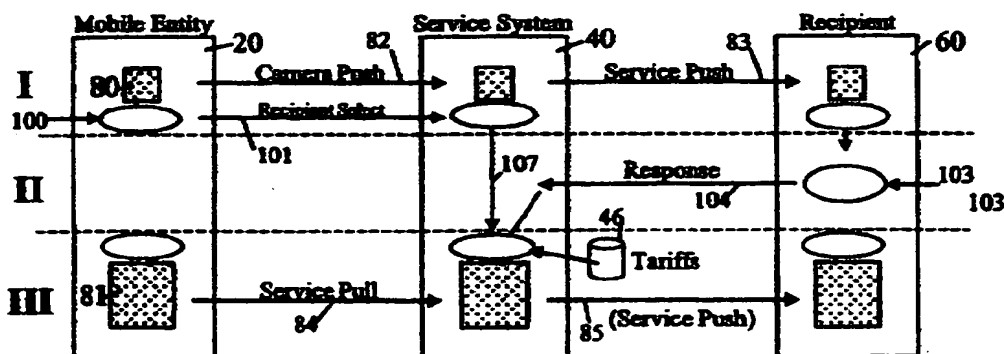 Mobile Entity Service System Recipient
20 82 40 83 60
I Camera Push Service Push
80
100 Recipient Select
101
107 Response 103
II 104 103
46
Tariffs
III 81 Service Pull
84 85 (Service Push)